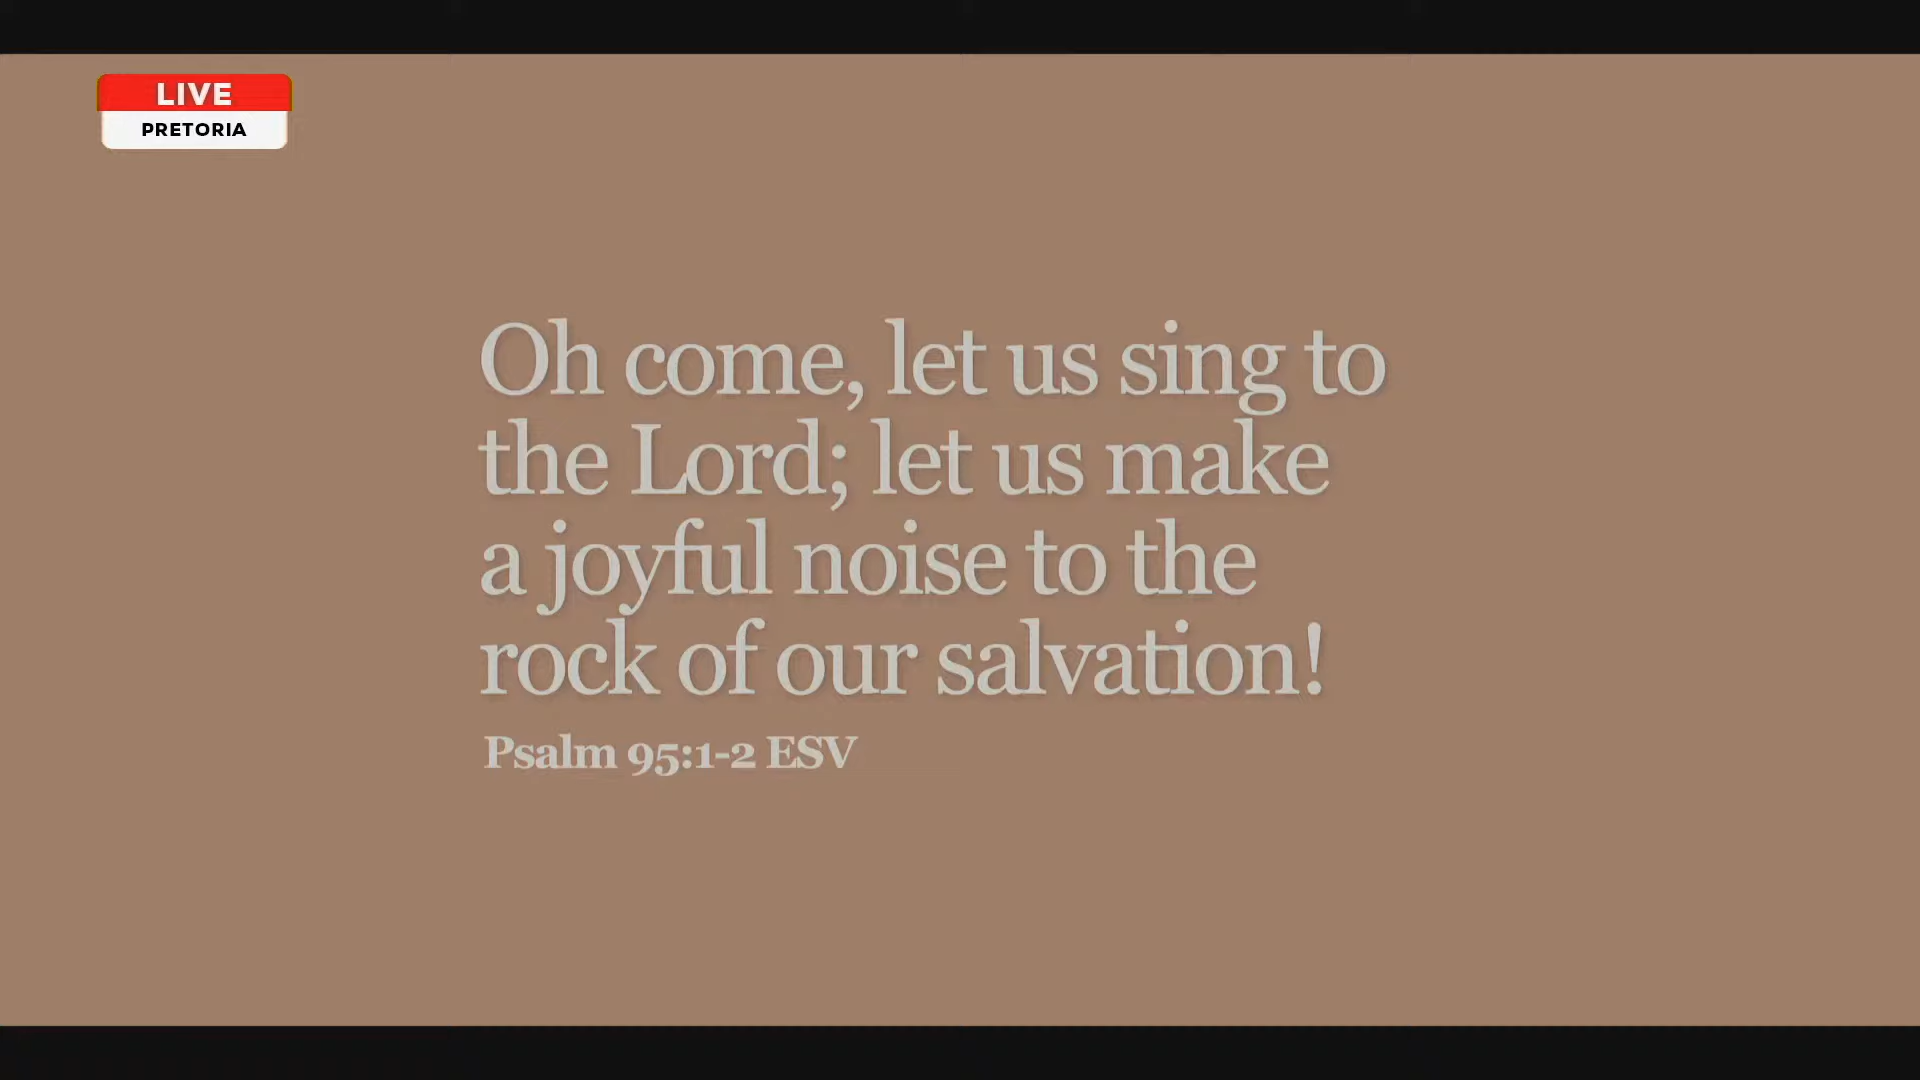 LIVE
PRETORIA
Oh come, let us sing to
the Lord; let us make
a joyful noise to the
rock of our salvation!
Psalm 95:1-2 ESV